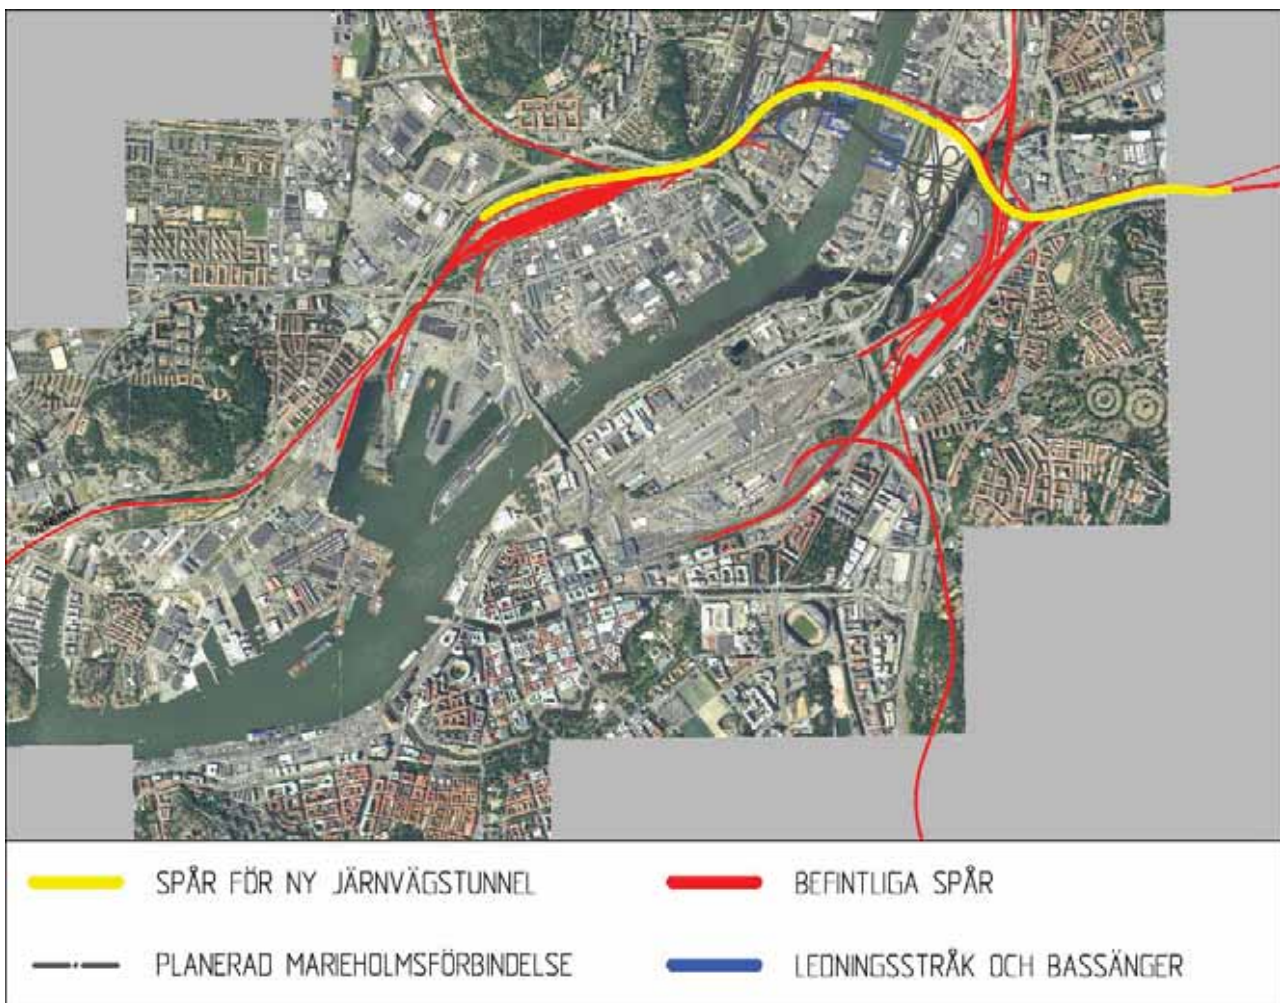 SPÅR FÖR NY JÄRNVÄGSTUNNEL
BEFINTLIGA SPÅR
PLANERAD MARIEHOLMSFÖRBINDELSE
LEDNINGSSTRÅK OCH BASSÄNGER